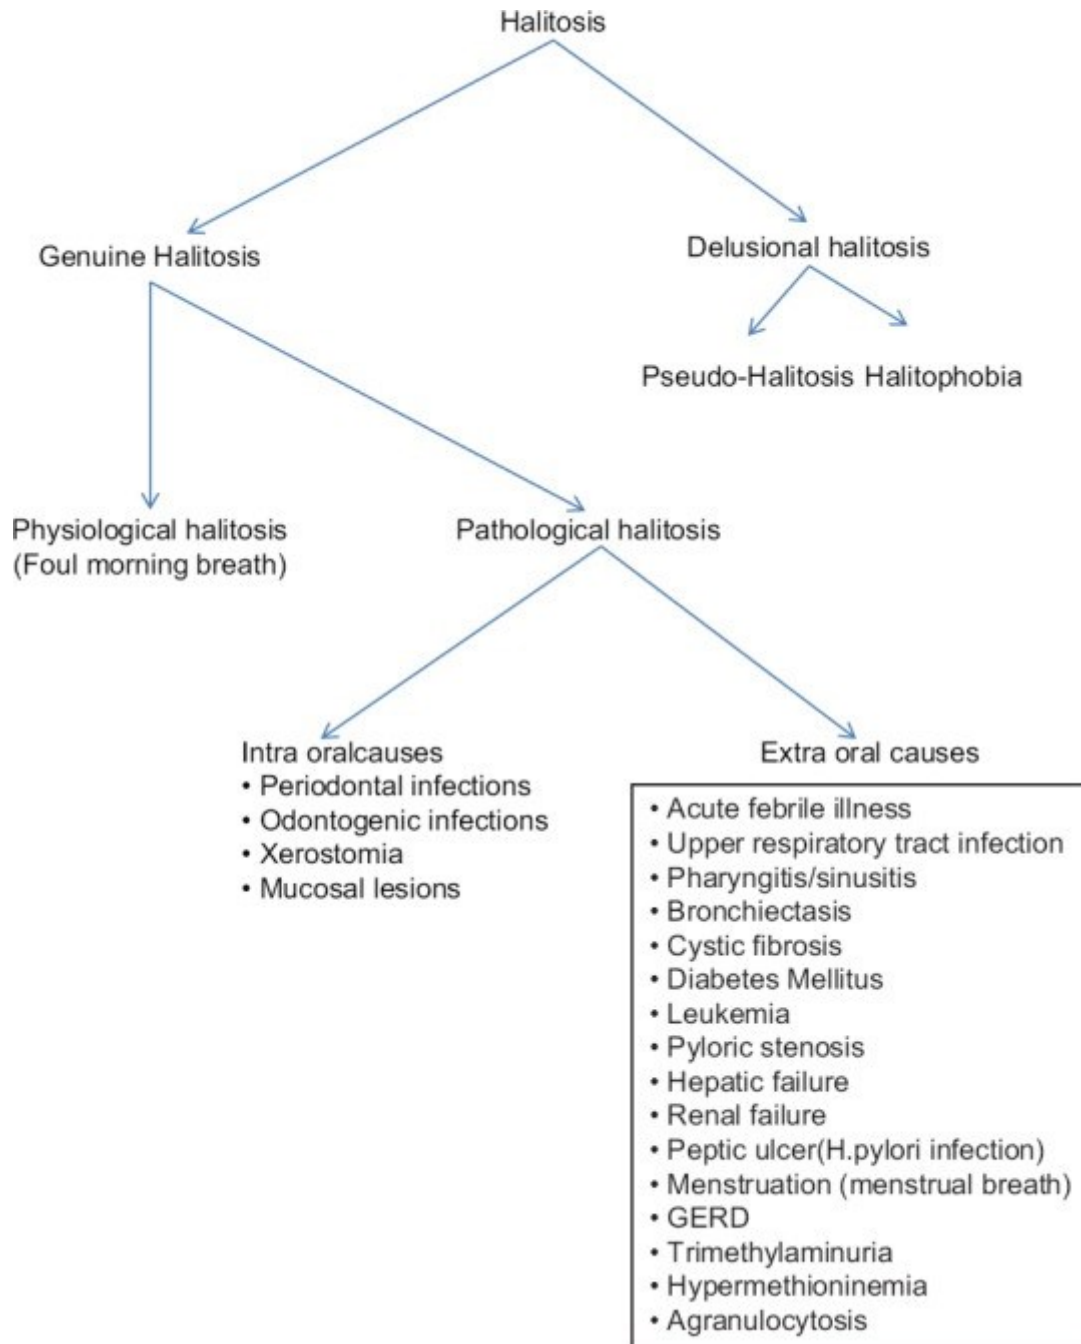 Halitosis
Genuine Halitosis
Delusional halitosis
Pseudo-Halitosis Halitophobia
Physiological halitosis
(Foul morning breath)
Pathological halitosis
Intra oralcauses
• Periodontal infections
• Odontogenic infections
• Xerostomia
• Mucosal lesions
Extra oral causes
• Acute febrile illness
• Upper respiratory tract infection
• Pharyngitis/sinusitis
• Bronchiectasis
• Cystic fibrosis
• Diabetes Mellitus
• Leukemia
• Pyloric stenosis
• Hepatic failure
• Renal failure
• Peptic ulcer(H.pylori infection)
• Menstruation (menstrual breath)
• GERD
• Trimethylaminuria
• Hypermethioninemia
• Agranulocytosis